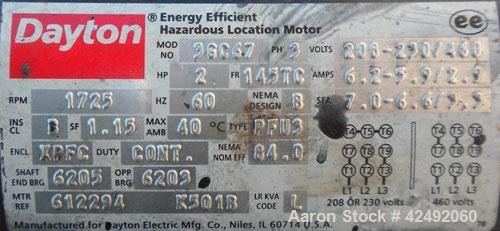 Dayton ® Energy Efficient
Hazardous Location Motor
ee
MOD 3GC47 PH 3 VOLTS 208-230/460
HP 2 FR 145TC AMPS 6.2-5.9/2.9
RPM 1725 HZ 60 NEMA DESIGN B SFA 7.0-6.6/3.3
INS CL B SF 1.15 MAX AMB 40 °C TYPE PFU3
ENCL XPFC DUTY CONT. NEMA NOM EFF 84.0
SHAFT END BRG 6205 OPP BRG 6203
MTR REF 612294 K501B LR KVA CODE L
T4 T5 T6
T7 T8 T9
T1 T2 T3
L1 L2 L3
208 OR 230 VOLTS
T4 T5 T6
T7 T8 T9
T1 T2 T3
L1 L2 L3
460 VOLTS
Manufactured for Dayton Electric Mfg. Co., Niles, IL 60714 U.S.A.
Aaron Stock # 42492060